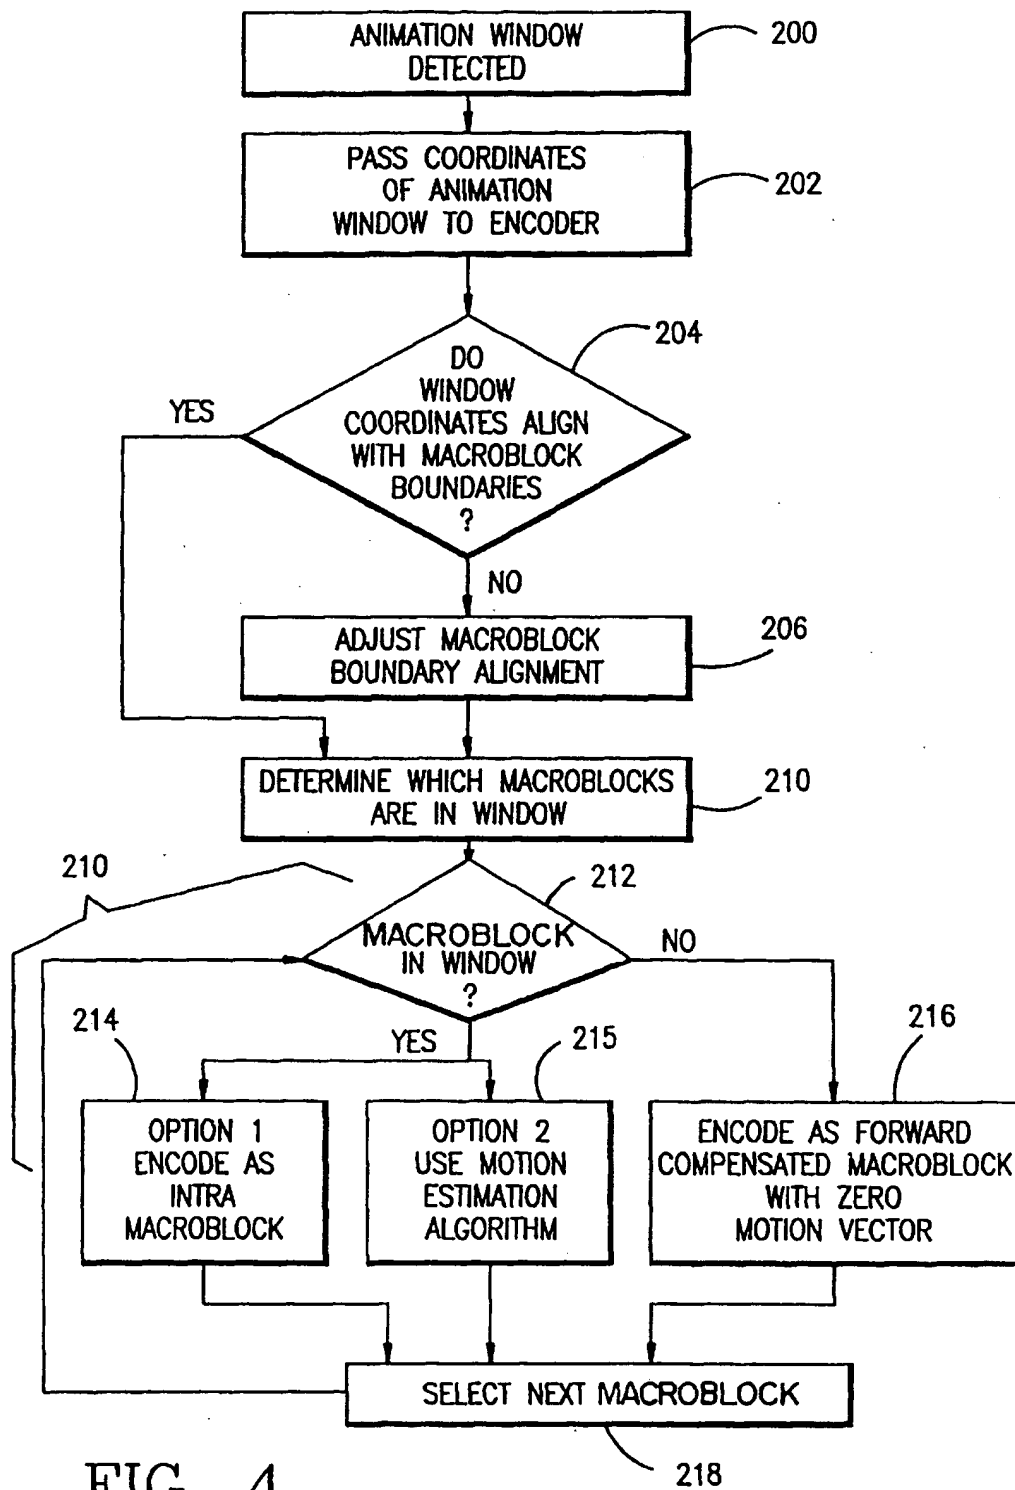 ANIMATION WINDOW
DETECTED
200
PASS COORDINATES
OF ANIMATION
WINDOW TO ENCODER
202
DO
WINDOW
COORDINATES ALIGN
WITH MACROBLOCK
BOUNDARIES
?
204
YES
NO
ADJUST MACROBLOCK
BOUNDARY ALIGNMENT
206
DETERMINE WHICH MACROBLOCKS
ARE IN WINDOW
210
210
MACROBLOCK
IN WINDOW
?
212
NO
YES
214
OPTION 1
ENCODE AS
INTRA
MACROBLOCK
215
OPTION 2
USE MOTION
ESTIMATION
ALGORITHM
216
ENCODE AS FORWARD
COMPENSATED MACROBLOCK
WITH ZERO
MOTION VECTOR
SELECT NEXT MACROBLOCK
218
FIG. 4